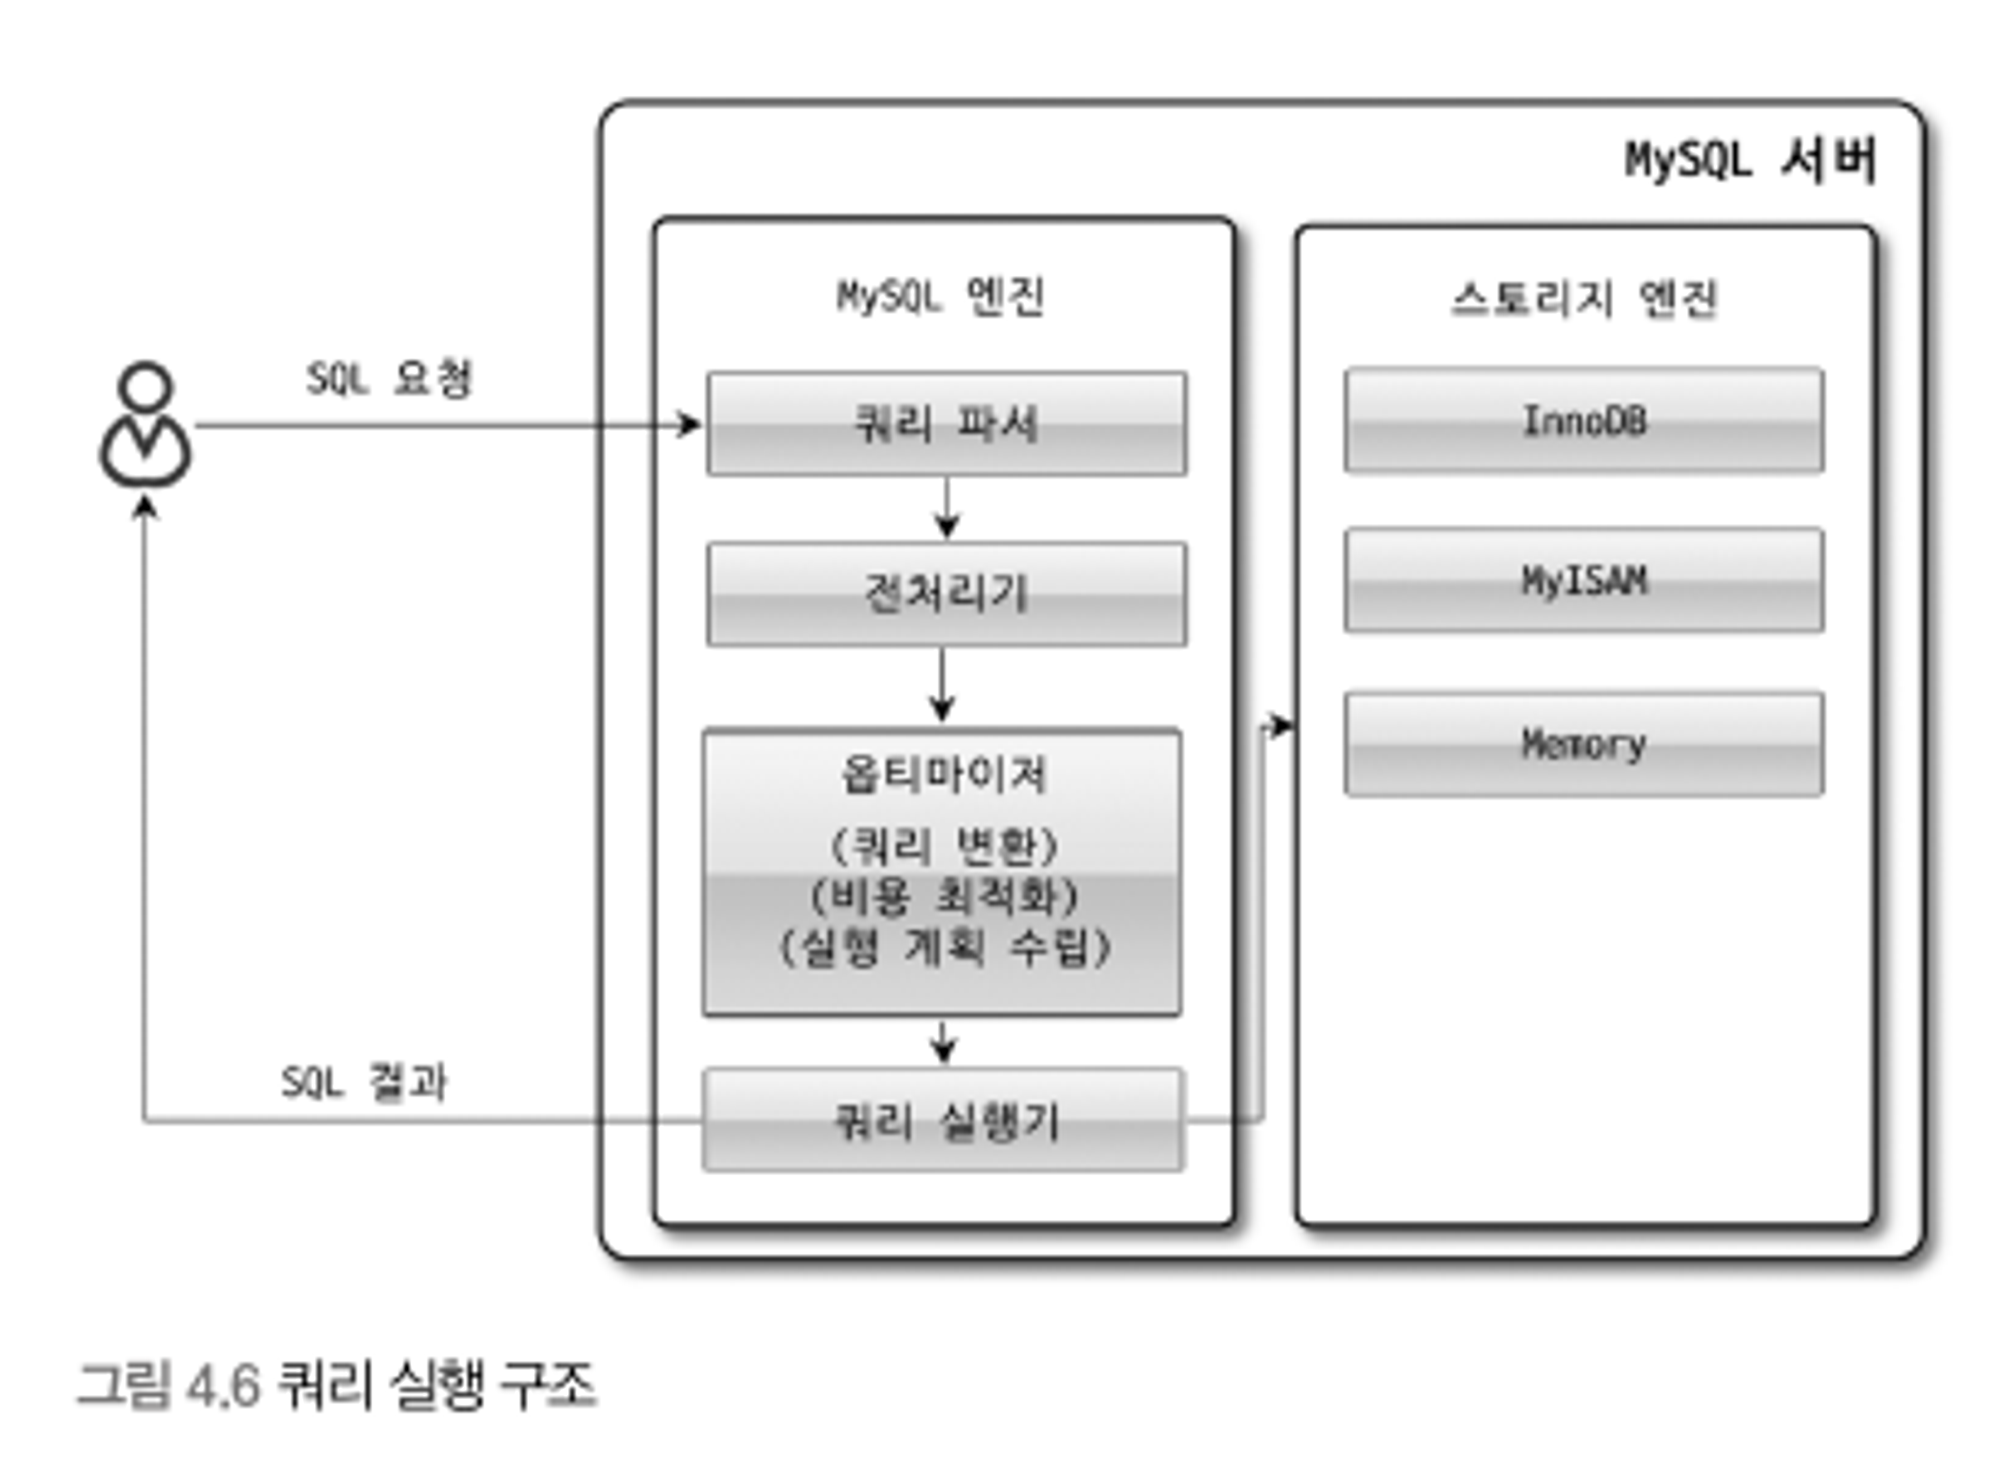 MySQL 서버
MySQL 엔진
스토리지 엔진
SQL 요청
쿼리 파서
InnoDB
전처리기
MyISAM
옵티마이저
(쿼리 변환)
(비용 최적화)
(실행 계획 수립)
Memory
SQL 결과
쿼리 실행기
그림 4.6 쿼리 실행 구조